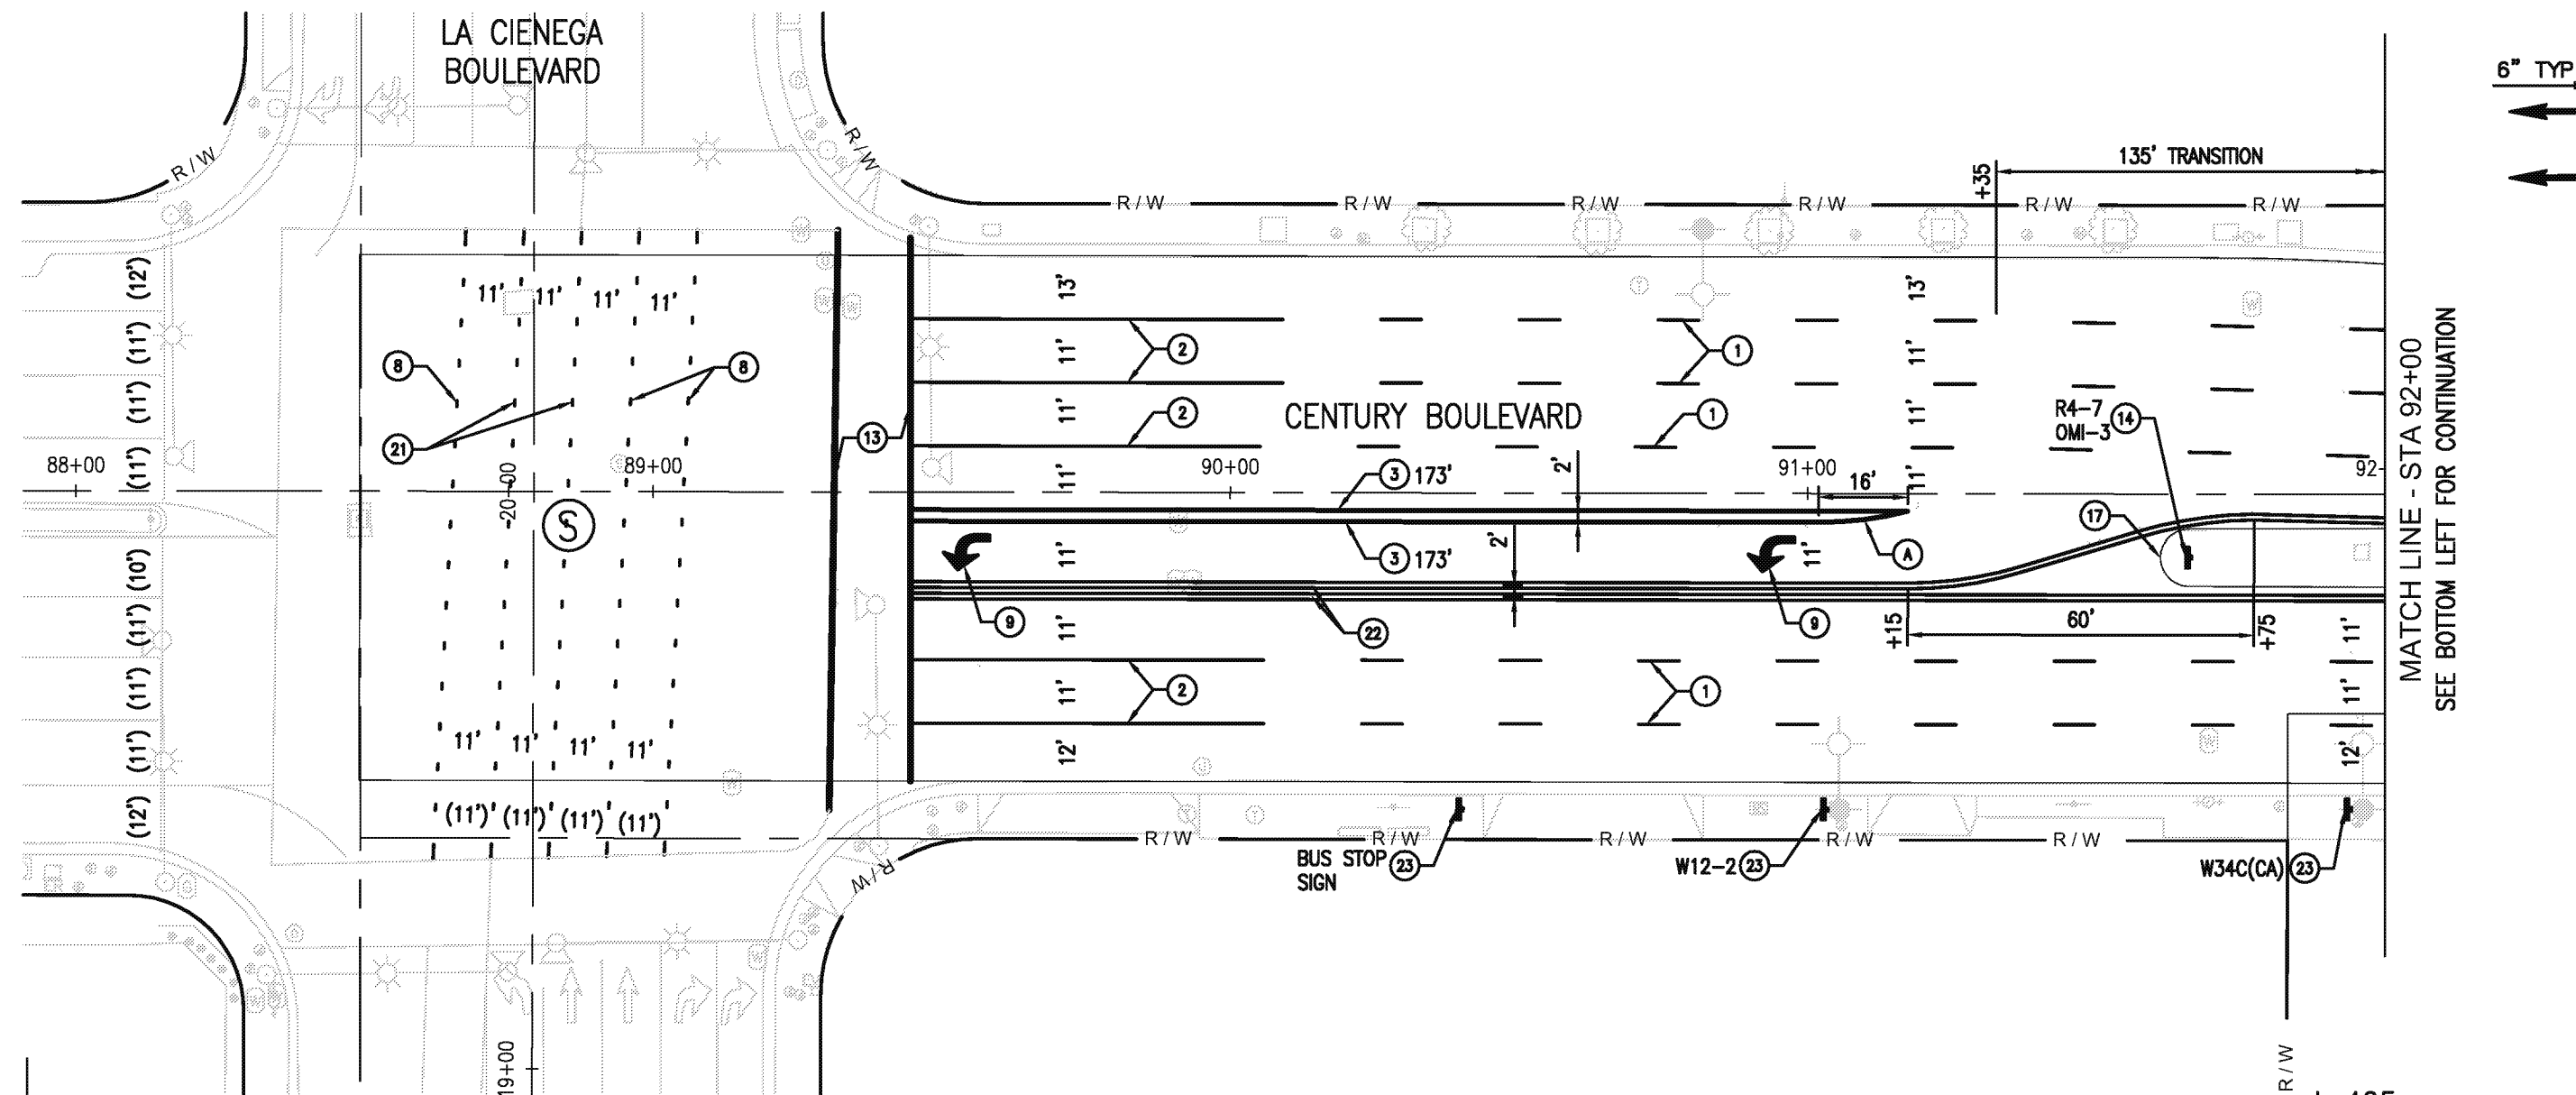 LA CIENEGA
BOULEVARD
6" TYP
135' TRANSITION
+35
R/W
R/W
R/W
R/W
R/W
R/W
R/W
R/W
(12')
(11')
(11')
(11')
(10')
(11')
(11')
(11')
(12')
11'
11'
11'
11'
13'
11'
11'
11'
11'
11'
11'
12'
13'
11'
11'
11'
11'
8
8
21
13
2
2
2
1
1
1
CENTURY BOULEVARD
R4-7
OM1-3
14
17
88+00
89+00
90+00
91+00
92-
20+00
S
3 173'
3 173'
2'
2'
16'
A
9
9
22
+15
60'
+75
11'
11'
12'
MATCH LINE - STA 92+00
SEE BOTTOM LEFT FOR CONTINUATION
11'
11'
11'
11'
(11')
(11')
(11')
(11')
R/W
R/W
R/W
R/W
R/W
R/W
R/W
BUS STOP
SIGN
23
W12-2 23
W34C(CA) 23
19+00